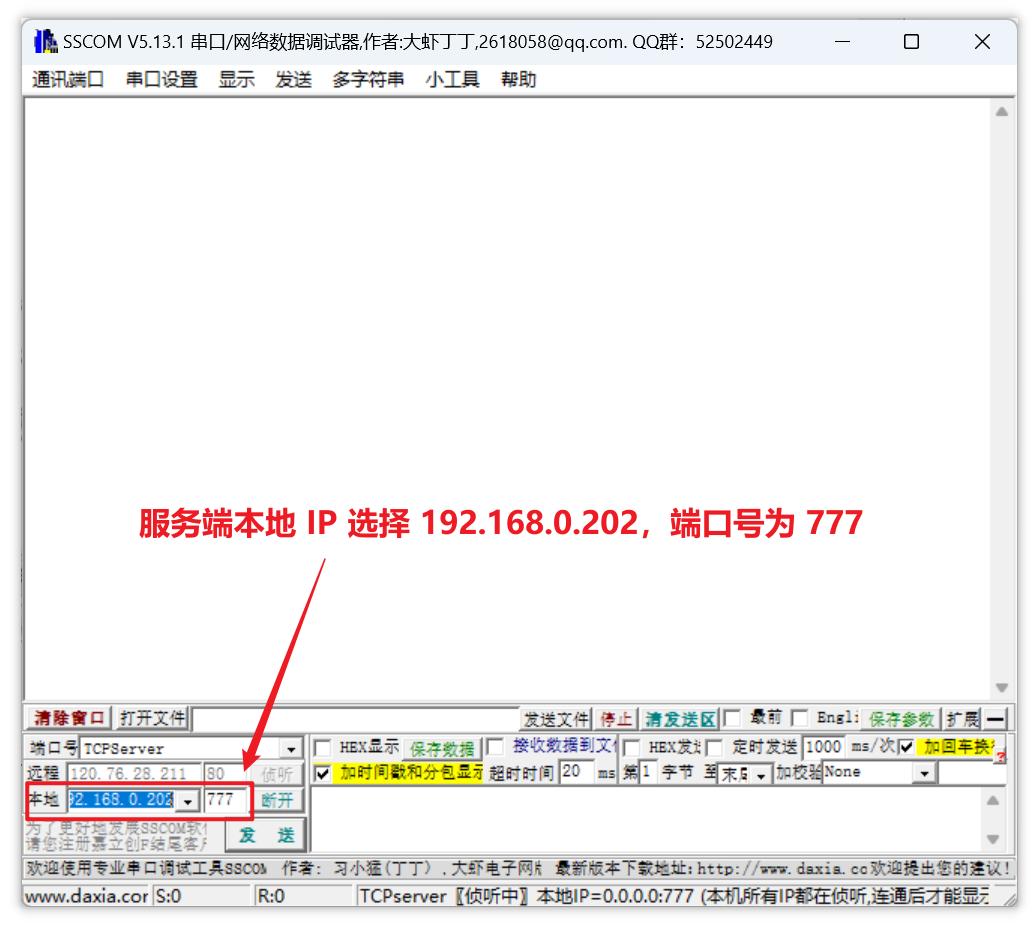 SSCOM V5.13.1 串口/网络数据调试器,作者:大虾丁丁,2618058@qq.com. QQ群: 52502449
通讯端口 串口设置 显示 发送 多字符串 小工具 帮助
服务端本地 IP 选择 192.168.0.202，端口号为 777
清除窗口 打开文件 发送文件 停止 清发送区 最前 Engli 保存参数 扩展 —
端口号 TCPServer HEX显示 保存数据 接收数据到文 HEX发 定时发送 1000 ms/次 加回车换
远程 120.76.28.211 80 侦听 加时间戳和分包显示 超时时间 20 ms 第 1 字节 至 末尾 加校验 None ?
本地 92.168.0.202 777 断开
为了更好地发展SSCOM软
请您注册嘉立创F结尾客
发 送
欢迎使用专业串口调试工具SSCOM 作者: 习小猛(丁丁),大虾电子网 最新版本下载地址:http://www.daxia.co欢迎提出您的建议!
www.daxia.cor S:0 R:0 TCPserver 〖侦听中〗 本地IP=0.0.0.0:777 (本机所有IP都在侦听,连通后才能显示